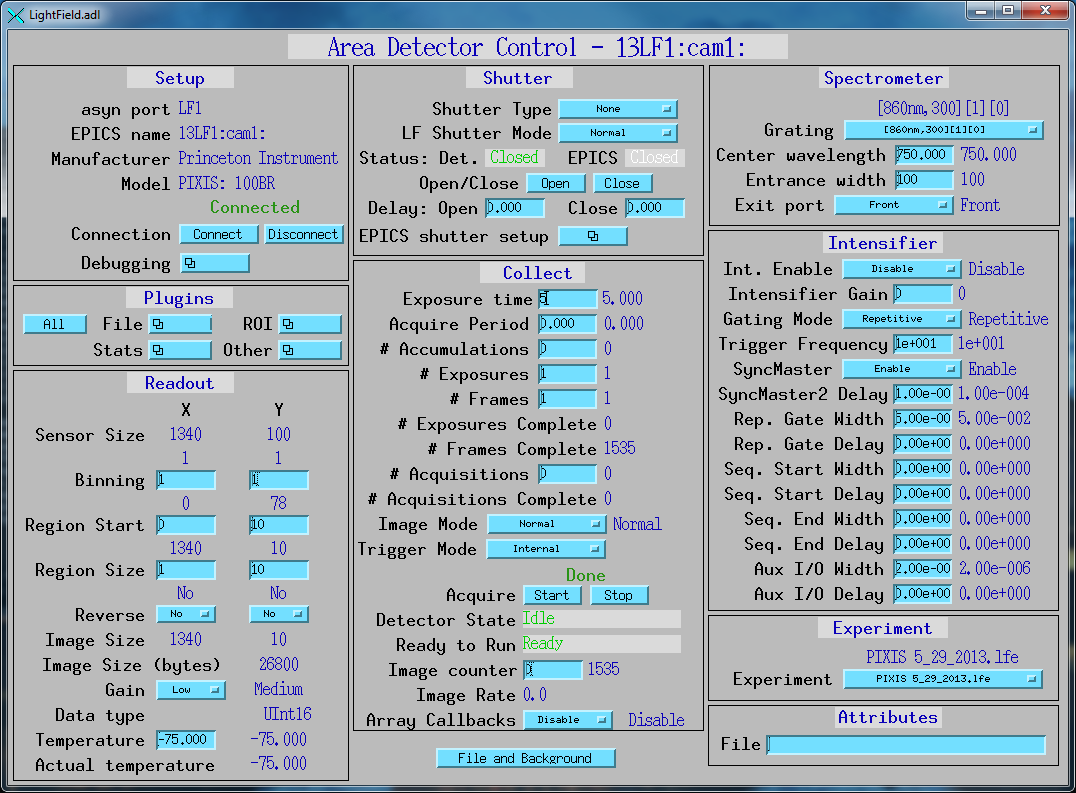 LightField.adl
Area Detector Control - 13LF1:cam1:
Setup
asyn port LF1
EPICS name 13LF1:cam1:
Manufacturer Princeton Instrument
Model PIXIS: 100BR
Connected
Connection Connect Disconnect
Debugging
Plugins
All File ROI
Stats Other
Readout
X Y
Sensor Size 1340 100
1 1
Binning 1 1
0 78
Region Start 0 10
1340 10
Region Size 1 10
No No
Reverse No No
Image Size 1340 10
Image Size (bytes) 26800
Gain Low Medium
Data type UInt16
Temperature -75.000 -75.000
Actual temperature -75.000
Shutter
Shutter Type None
LF Shutter Mode Normal
Status: Det. Closed EPICS Closed
Open/Close Open Close
Delay: Open 0.000 Close 0.000
EPICS shutter setup
Collect
Exposure time 5 5.000
Acquire Period 0.000 0.000
# Accumulations 0 0
# Exposures 1 1
# Frames 1 1
# Exposures Complete 0
# Frames Complete 1535
# Acquisitions 0 0
# Acquisitions Complete 0
Image Mode Normal Normal
Trigger Mode Internal
Done
Acquire Start Stop
Detector State Idle
Ready to Run Ready
Image counter 0 1535
Image Rate 0.0
Array Callbacks Disable Disable
File and Background
Spectrometer
[860nm,300][1][0]
Grating [860nm,300][1][0]
Center wavelength 750.000 750.000
Entrance width 100 100
Exit port Front Front
Intensifier
Int. Enable Disable Disable
Intensifier Gain 0 0
Gating Mode Repetitive Repetitive
Trigger Frequency 1e+001 1e+001
SyncMaster Enable Enable
SyncMaster2 Delay 1.00e-00 1.00e-004
Rep. Gate Width 5.00e-00 5.00e-002
Rep. Gate Delay 0.00e+00 0.00e+000
Seq. Start Width 0.00e+00 0.00e+000
Seq. Start Delay 0.00e+00 0.00e+000
Seq. End Width 0.00e+00 0.00e+000
Seq. End Delay 0.00e+00 0.00e+000
Aux I/O Width 2.00e-00 2.00e-006
Aux I/O Delay 0.00e+00 0.00e+000
Experiment
PIXIS 5_29_2013.lfe
Experiment PIXIS 5_29_2013.lfe
Attributes
File